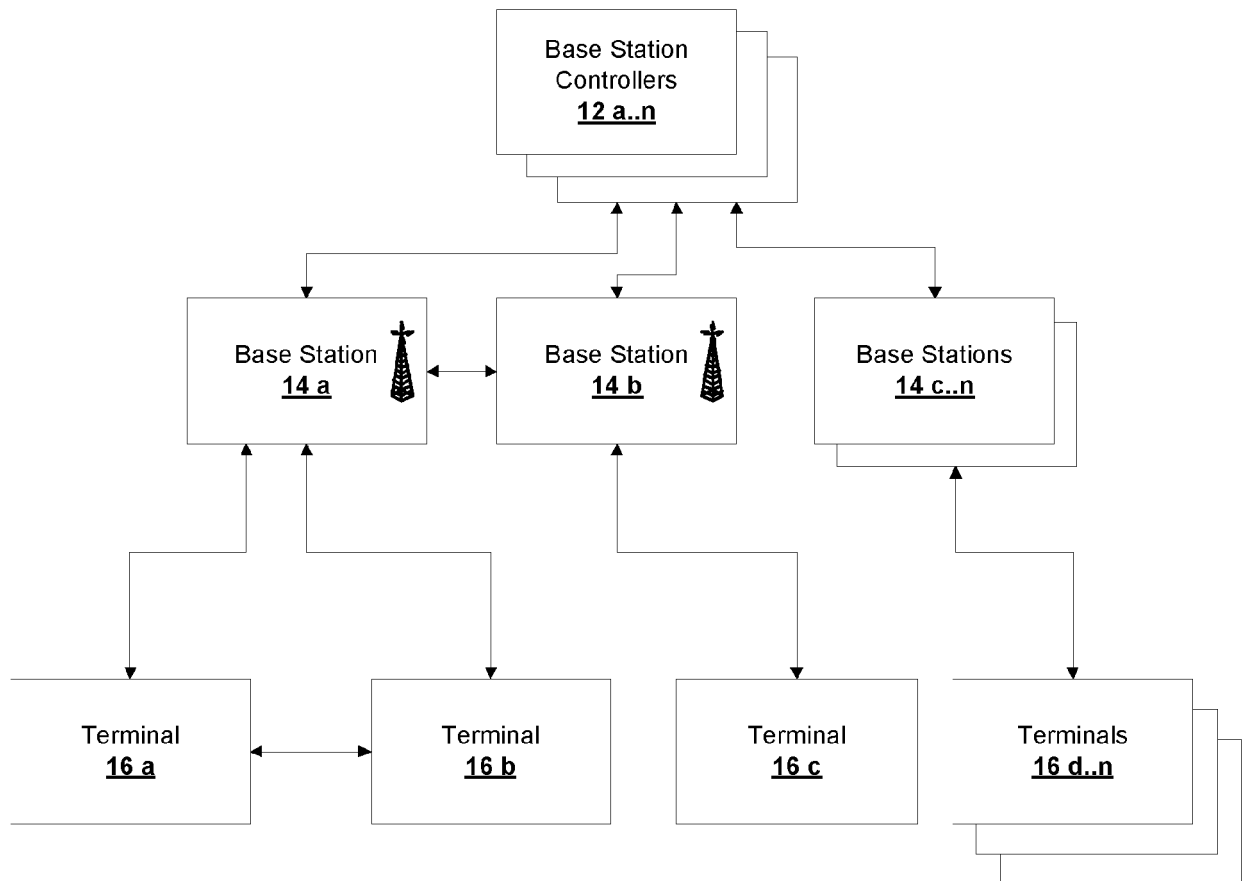 Base Station
Controllers
12 a..n
Base Station
14 a
Base Station
14 b
Base Stations
14 c..n
Terminal
16 a
Terminal
16 b
Terminal
16 c
Terminals
16 d..n